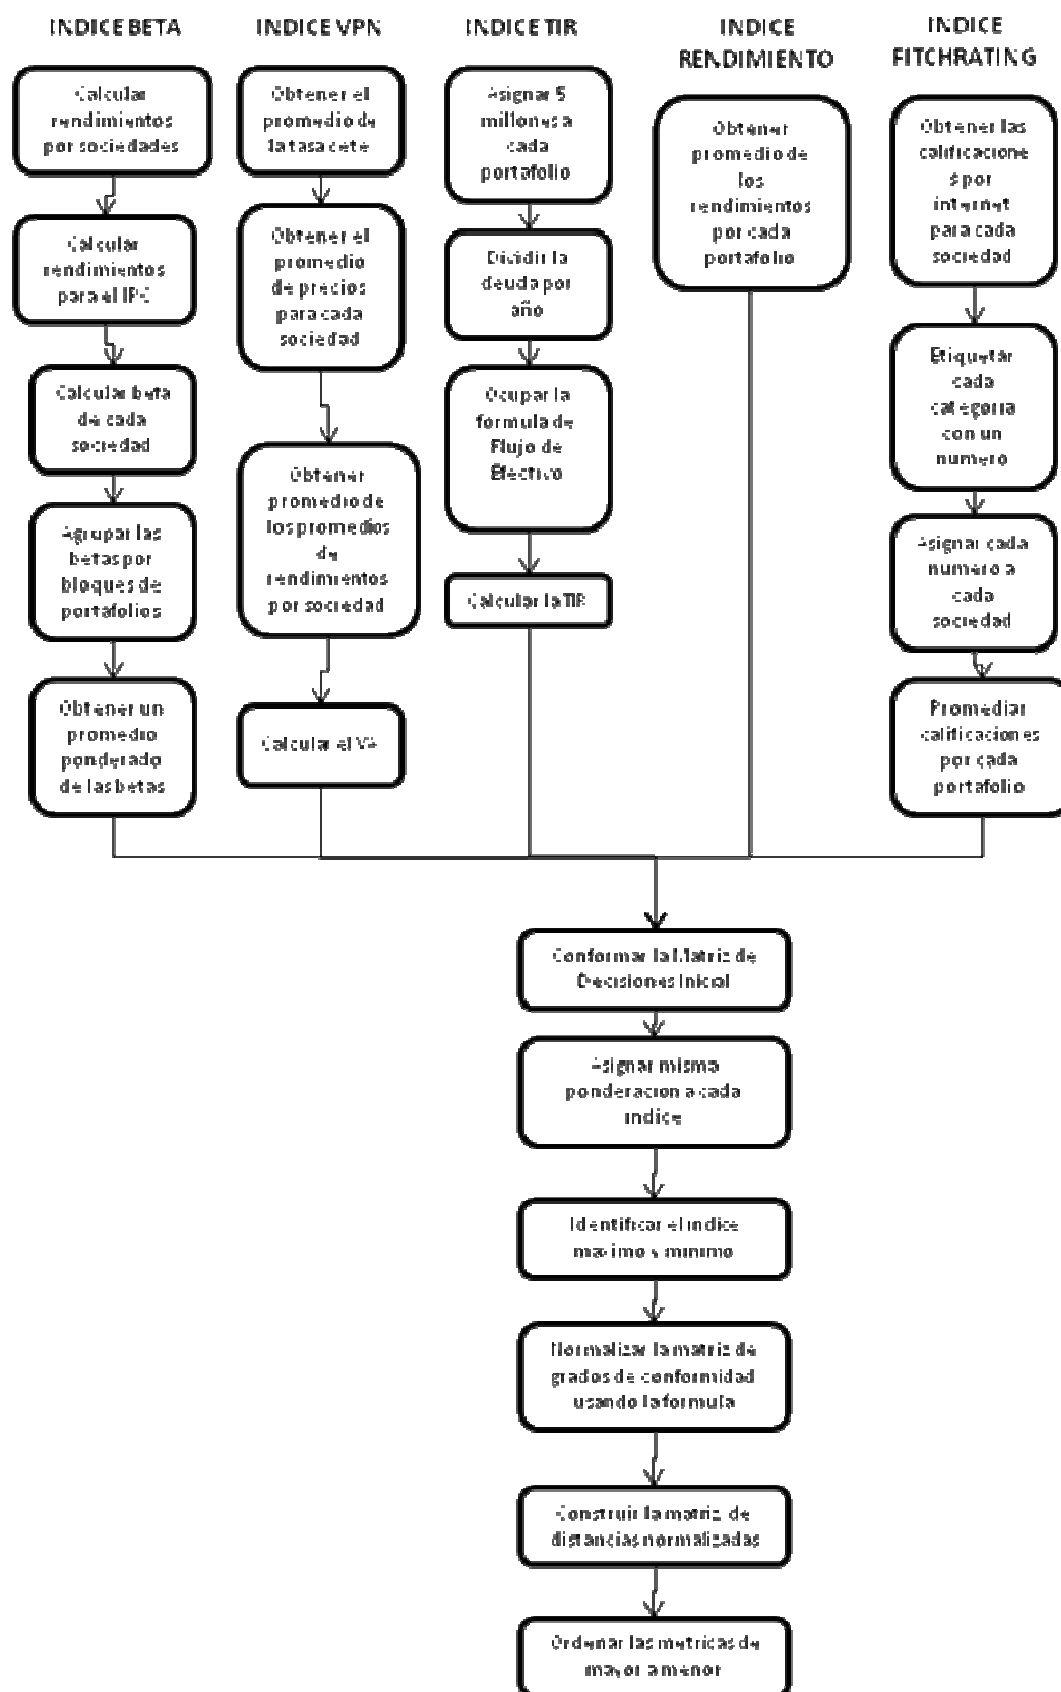 INDICE BETA
Calcular
rendimientos
por sociedades
Calcular
rendimientos
para el IPC
Calcular beta
de cada
sociedad
Agrupar las
betas por
bloques de
portafolios
Obtener un
promedio
ponderado
de las betas
INDICE VPN
Obtener el
promedio de
la tasa cete
Obtener el
promedio
de precios
para cada
sociedad
Obtener
promedio de
los promedios
de
rendimientos
por sociedad
Calcular el
INDICE TIR
Asignar 5
millones a
cada
portafolio
Dividir la
deuda por
año
Ocupar la
formula de
Flujo de
Efectivo
Calcular la TIR
INDICE
RENDIMIENTO
Obtener
promedio de
los
rendimientos
por cada
portafolio
INDICE
FITCHRATING
Obtener las
calificacione
s por
internet
para cada
sociedad
Etiquetar
cada
categoria
con un
numero
Asignar cada
numero a
cada
sociedad
Promediar
calificaciones
por cada
portafolio
Conformar la Matriz de
Decisiones Inicial
Asignar misma
ponderacion a cada
indice
Identificar el indice
maximo y minimo
Normalizar la matriz de
grados de conformidad
usando la formula
Construir la matriz de
distancias normalizadas
Ordenar las metricas de
mayor a menor